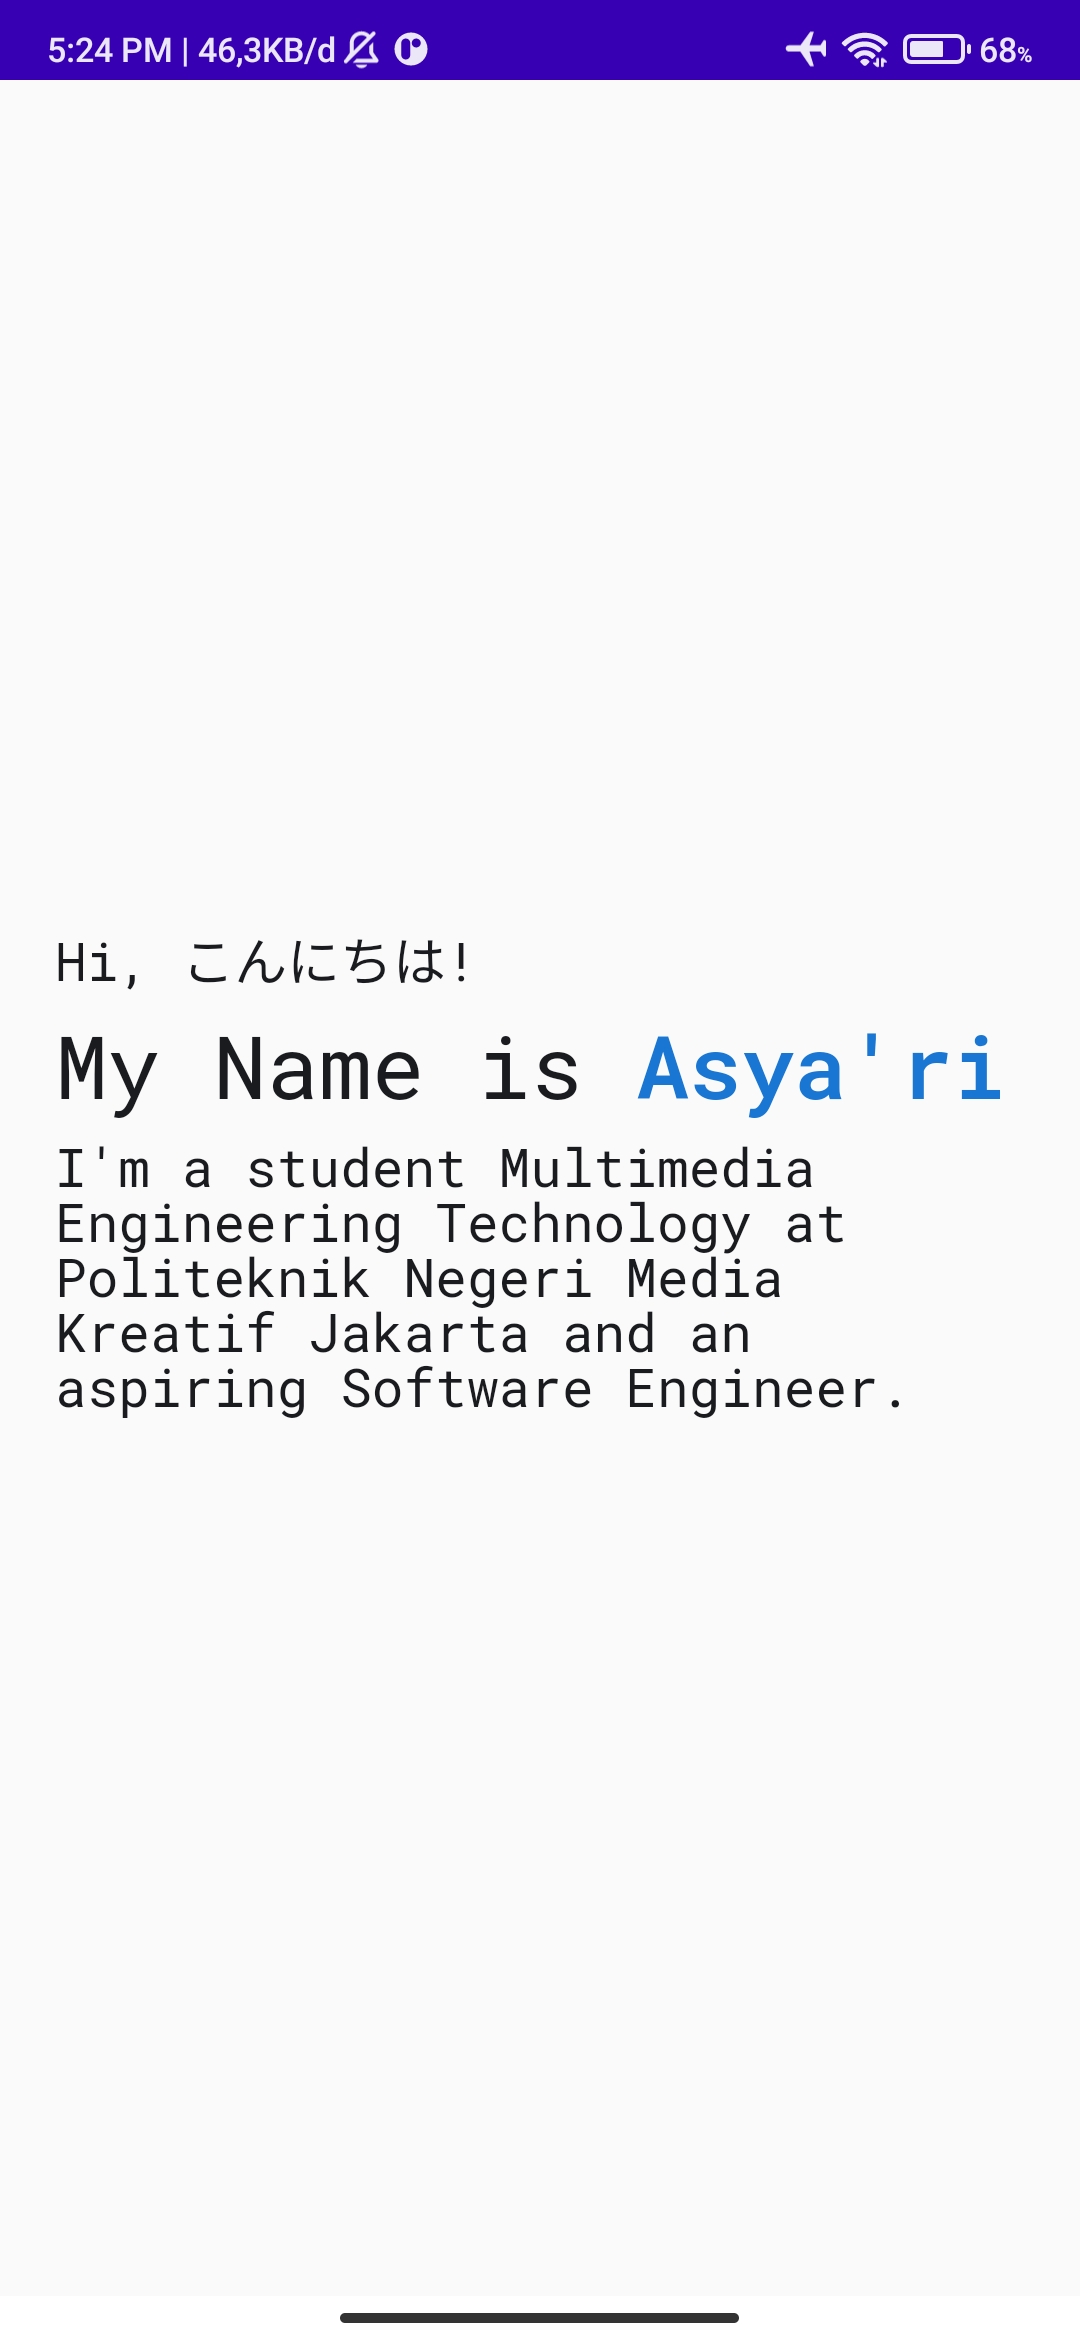 5:24 PM | 46,3KB/d
68%
Hi, こんにちは!
My Name is Asya'ri
I'm a student Multimedia
Engineering Technology at
Politeknik Negeri Media
Kreatif Jakarta and an
aspiring Software Engineer.